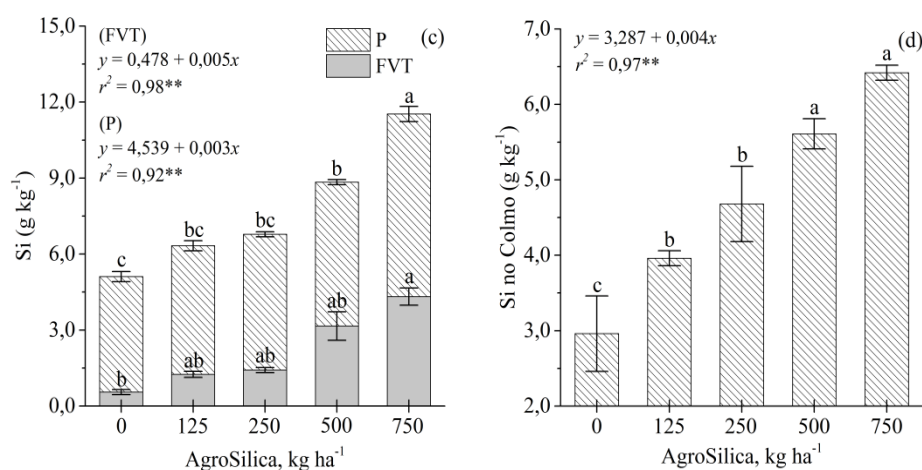 15,0
12,0
9,0
6,0
3,0
0,0
Si (g kg⁻¹)
(FVT)
y = 0,478 + 0,005x
r² = 0,98**
(P)
y = 4,539 + 0,003x
r² = 0,92**
P
FVT
(c)
c
bc
bc
b
a
b
ab
ab
ab
a
0
125
250
500
750
AgroSilica, kg ha⁻¹
7,0
6,0
5,0
4,0
3,0
2,0
Si no Colmo (g kg⁻¹)
y = 3,287 + 0,004x
r² = 0,97**
(d)
c
b
b
a
a
0
125
250
500
750
AgroSilica, kg ha⁻¹